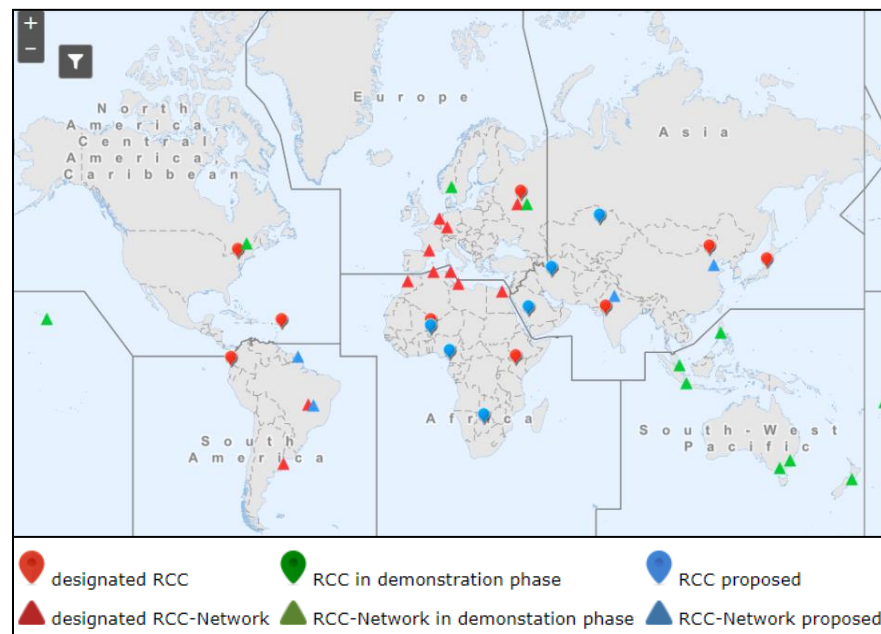 +
−
Europe
Asia
North
America,
Central
America,
Caribbean
South
America
Africa
South-West
Pacific
designated RCC
RCC in demonstration phase
RCC proposed
designated RCC-Network
RCC-Network in demonstation phase
RCC-Network proposed